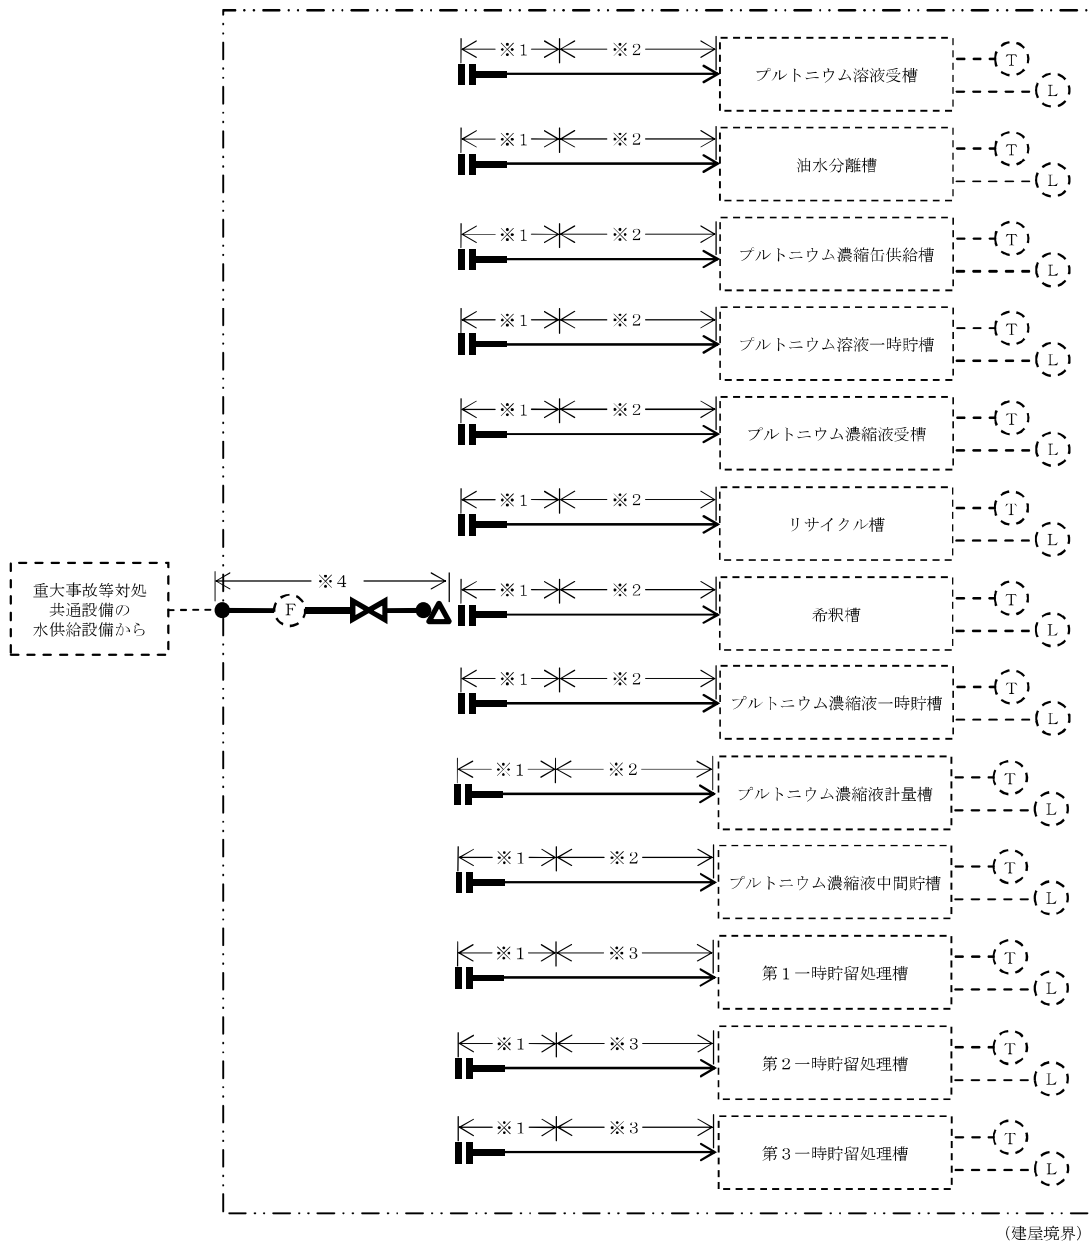 ※1
※2
プルトニウム溶液受槽
T
L
※1
※2
油水分離槽
T
L
※1
※2
プルトニウム濃縮缶供給槽
T
L
※1
※2
プルトニウム溶液一時貯槽
T
L
※1
※2
プルトニウム濃縮液受槽
T
L
※1
※2
リサイクル槽
T
L
重大事故等対処
共通設備の
水供給設備から
※4
F
※1
※2
希釈槽
T
L
※1
※2
プルトニウム濃縮液一時貯槽
T
L
※1
※2
プルトニウム濃縮液計量槽
T
L
※1
※2
プルトニウム濃縮液中間貯槽
T
L
※1
※3
第1一時貯留処理槽
T
L
※1
※3
第2一時貯留処理槽
T
L
※1
※3
第3一時貯留処理槽
T
L
(建屋境界)